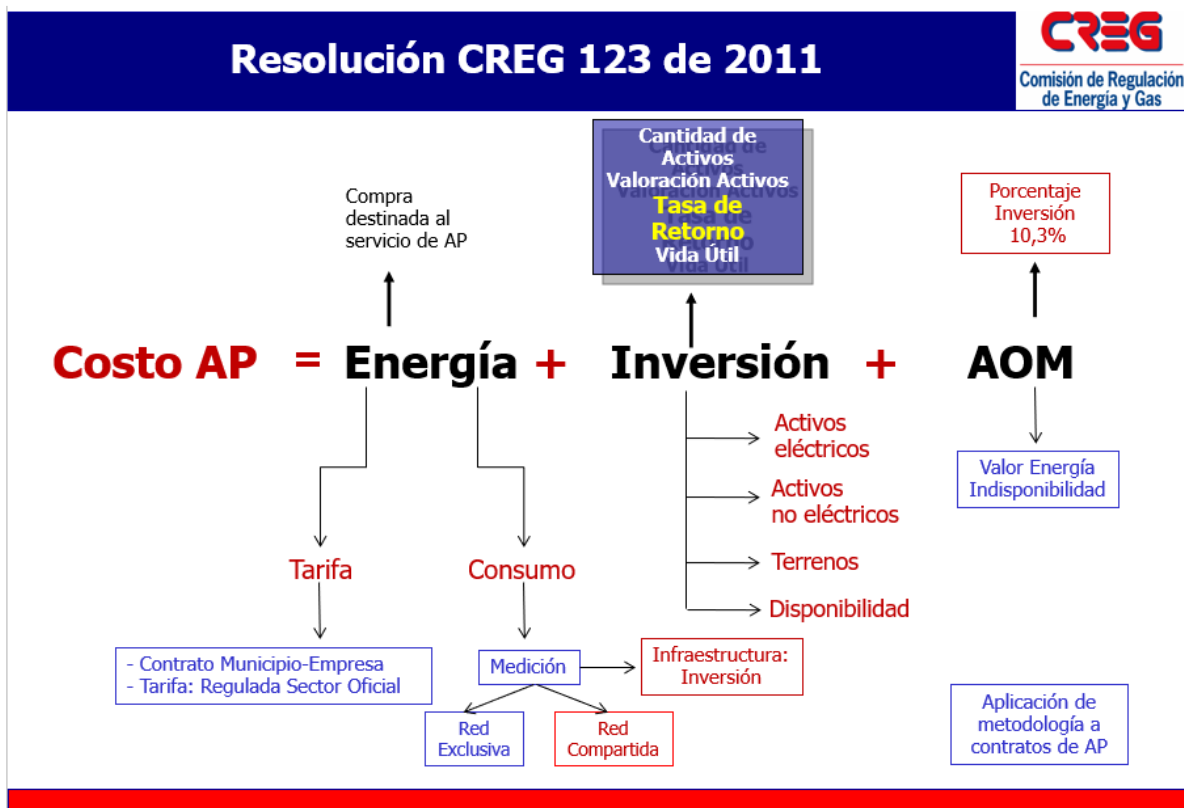 Resolución CREG 123 de 2011
CREG
Comisión de Regulación
de Energía y Gas
Compra
destinada al
servicio de AP
Cantidad de
Activos
Valoración Activos
Tasa de
Retorno
Vida Útil
Porcentaje
Inversión
10,3%
Costo AP = Energía + Inversión + AOM
Activos
eléctricos
Activos
no eléctricos
Terrenos
Disponibilidad
Valor Energía
Indisponibilidad
Tarifa
Consumo
- Contrato Municipio-Empresa
- Tarifa: Regulada Sector Oficial
Medición
Infraestructura:
Inversión
Red
Exclusiva
Red
Compartida
Aplicación de
metodología a
contratos de AP